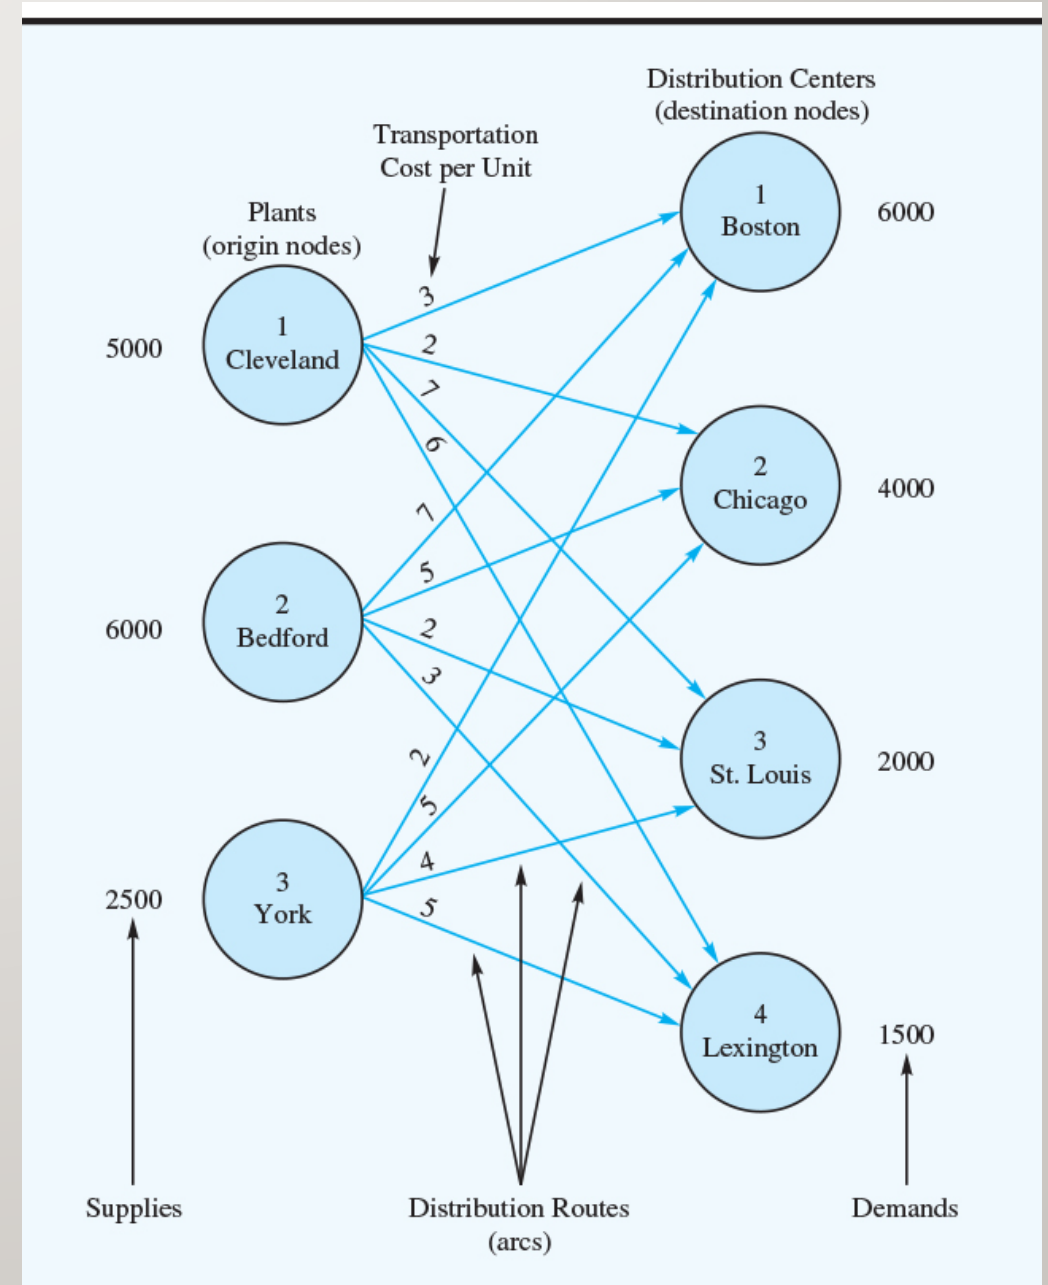 Distribution Centers
(destination nodes)
Transportation
Cost per Unit
Plants
(origin nodes)
1
Boston
6000
3
1
Cleveland
5000
2
7
6
2
Chicago
4000
7
5
2
Bedford
6000
2
3
3
St. Louis
2000
2
5
4
5
3
York
2500
4
Lexington
1500
Supplies
Distribution Routes
(arcs)
Demands